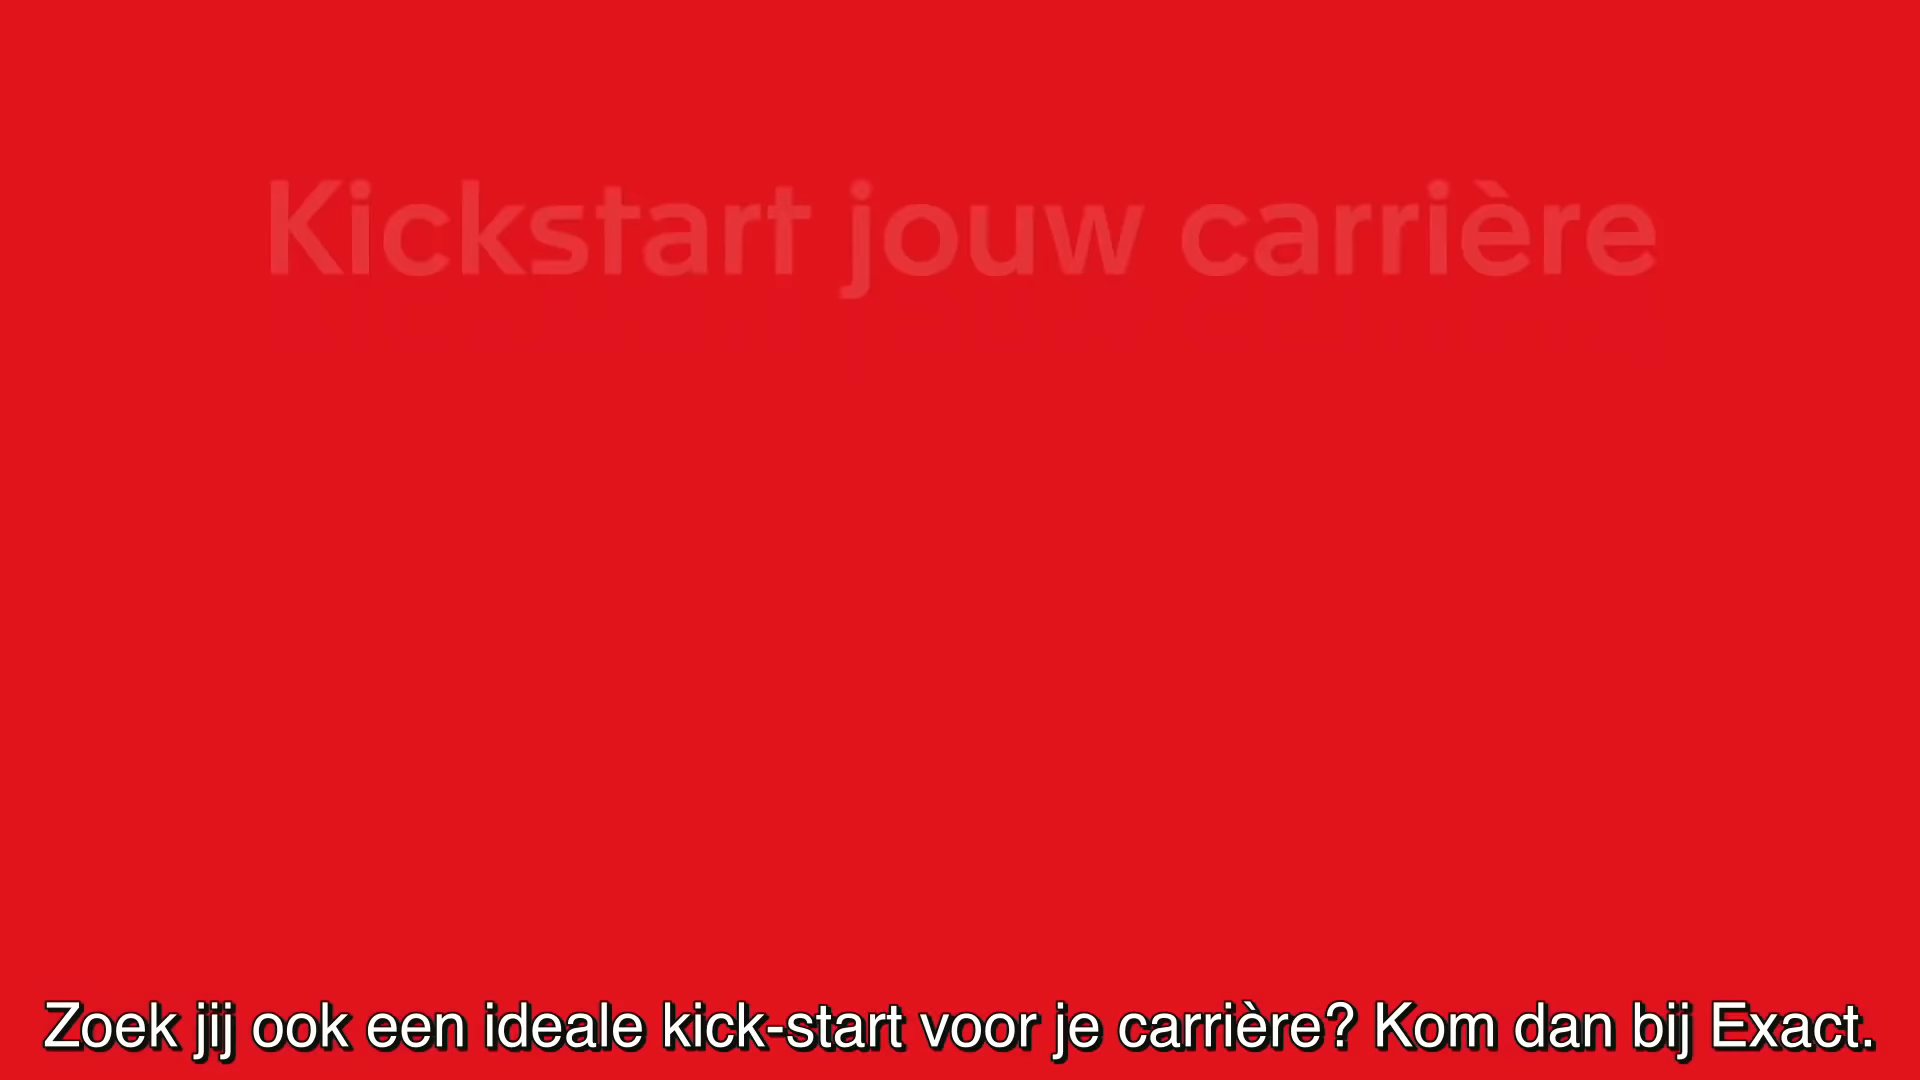 Kickstart jouw carrière
Zoek jij ook een ideale kick-start voor je carrière? Kom dan bij Exact.